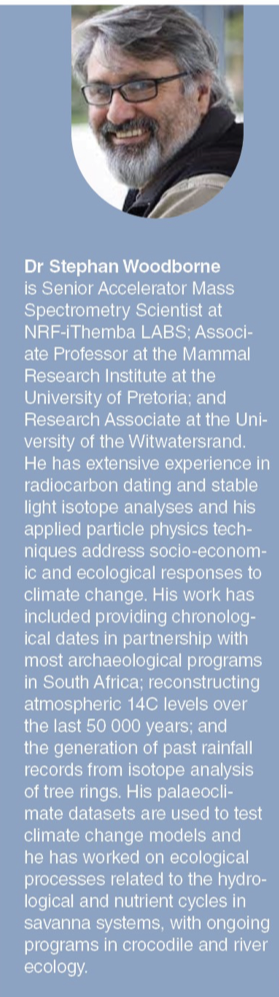 Dr Stephan Woodborne
is Senior Accelerator Mass
Spectrometry Scientist at
NRF-iThemba LABS; Associ-
ate Professor at the Mammal
Research Institute at the
University of Pretoria; and
Research Associate at the Uni-
versity of the Witwatersrand.
He has extensive experience in
radiocarbon dating and stable
light isotope analyses and his
applied particle physics tech-
niques address socio-econom-
ic and ecological responses to
climate change. His work has
included providing chronolog-
ical dates in partnership with
most archaeological programs
in South Africa; reconstructing
atmospheric 14C levels over
the last 50 000 years; and
the generation of past rainfall
records from isotope analysis
of tree rings. His palaeocli-
mate datasets are used to test
climate change models and
he has worked on ecological
processes related to the hydro-
logical and nutrient cycles in
savanna systems, with ongoing
programs in crocodile and river
ecology.